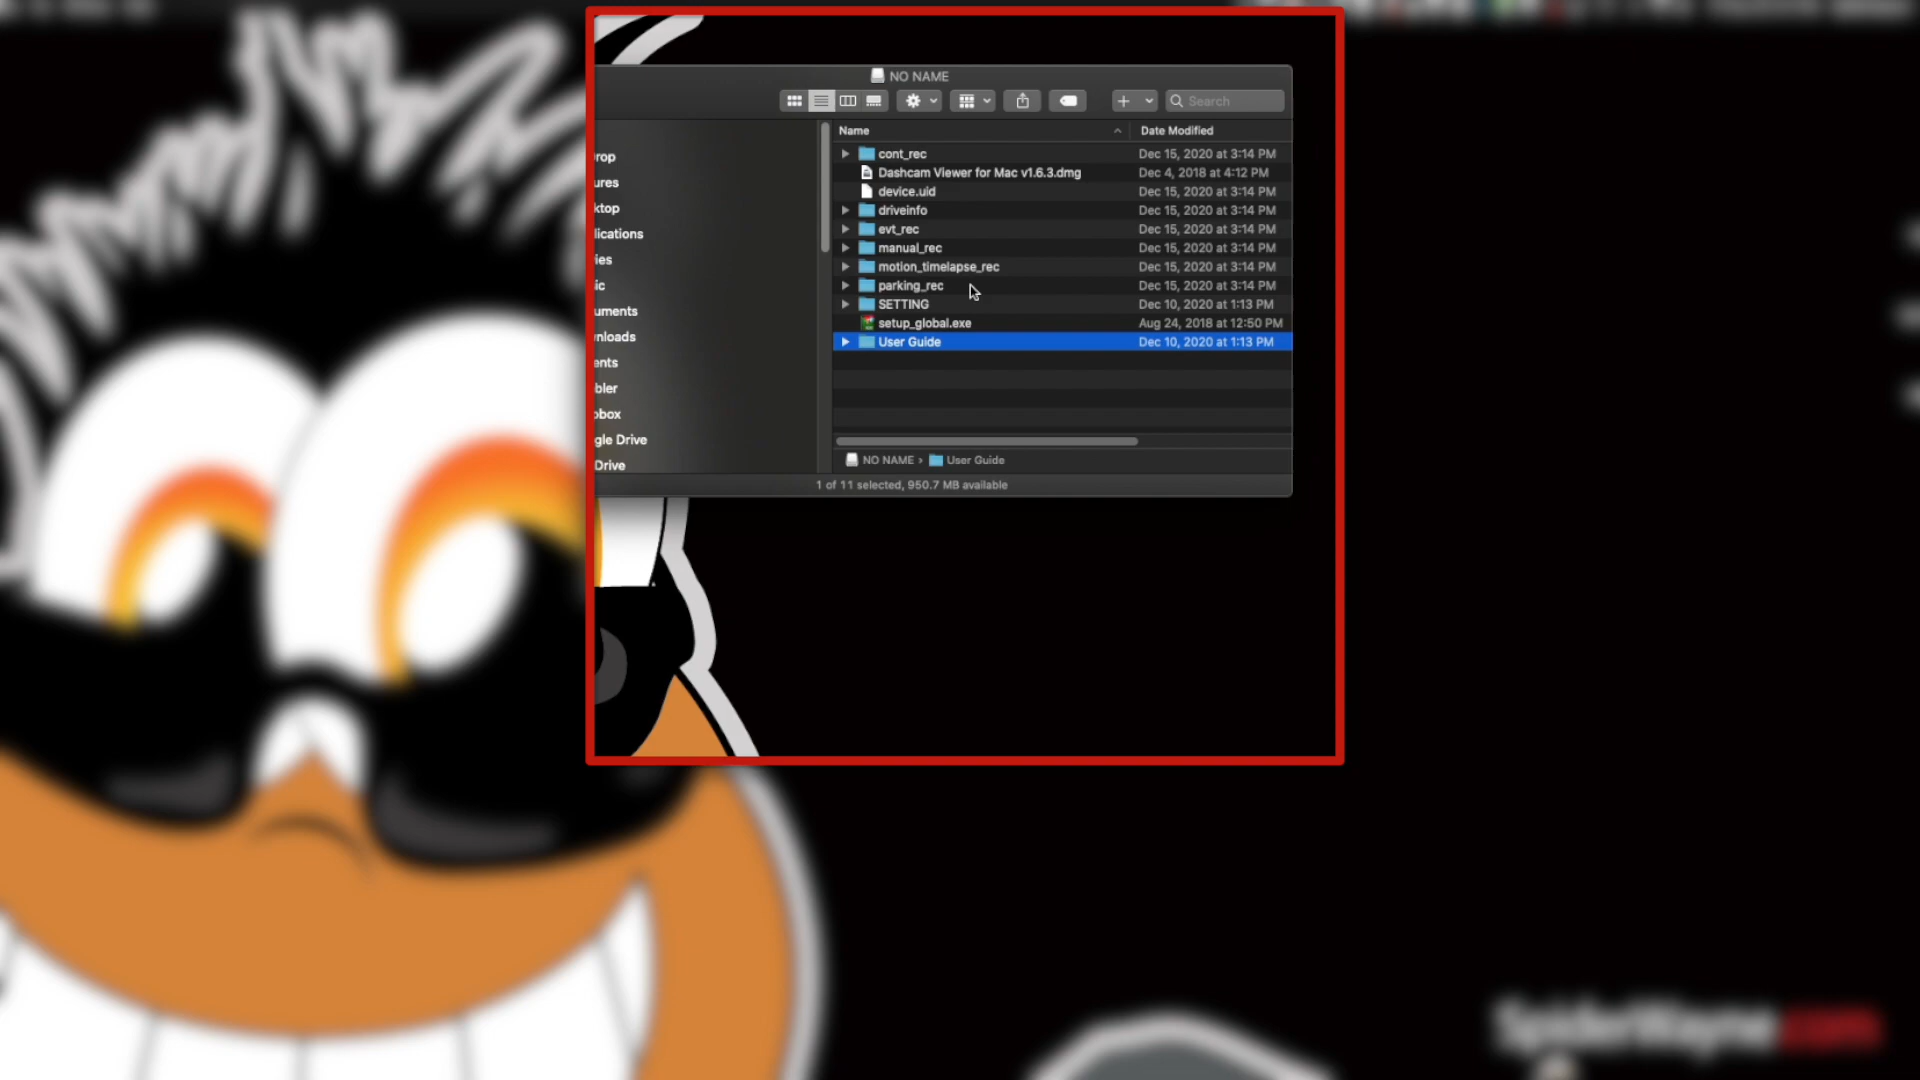 NO NAME
Search
Name Date Modified
cont_rec Dec 15, 2020 at 3:14 PM
Dashcam Viewer for Mac v1.6.3.dmg Dec 4, 2018 at 4:12 PM
device.uid Dec 15, 2020 at 3:14 PM
driveinfo Dec 15, 2020 at 3:14 PM
evt_rec Dec 15, 2020 at 3:14 PM
manual_rec Dec 15, 2020 at 3:14 PM
motion_timelapse_rec Dec 15, 2020 at 3:14 PM
parking_rec Dec 15, 2020 at 3:14 PM
SETTING Dec 10, 2020 at 1:13 PM
setup_global.exe Aug 24, 2018 at 12:50 PM
User Guide Dec 10, 2020 at 1:13 PM
rop
ures
ktop
lications
ies
ic
uments
nloads
ents
bler
obox
gle Drive
Drive
NO NAME › User Guide
1 of 11 selected, 950.7 MB available
SpiderWayne.com